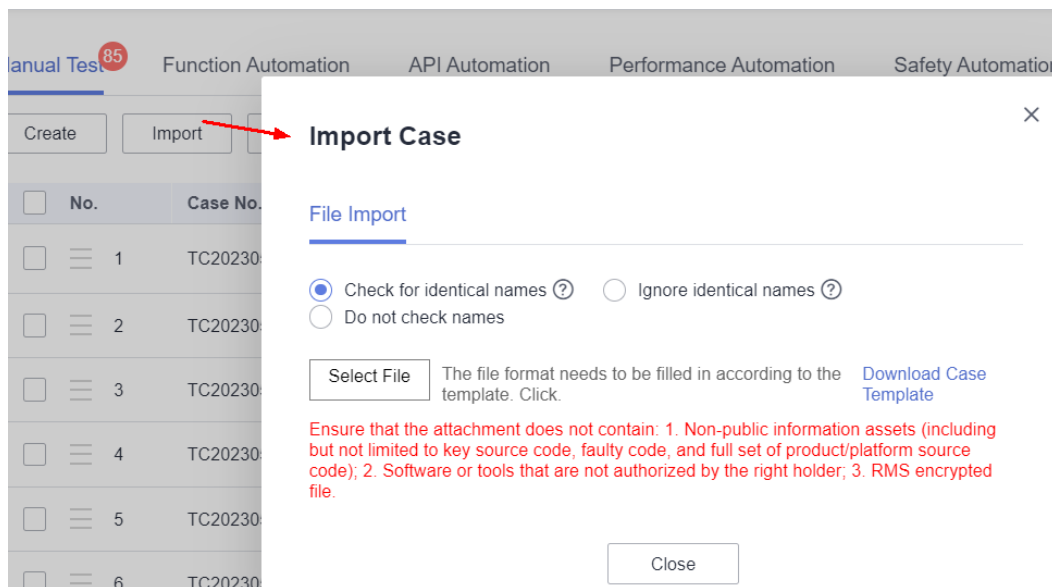 anual Test 85 Function Automation API Automation Performance Automation Safety Automation
Create Import
Import Case
No. Case No.
File Import
1 TC20230
Check for identical names ? Ignore identical names ?
Do not check names
2 TC20230
3 TC20230
Select File The file format needs to be filled in according to the Download Case
template. Click. Template
Ensure that the attachment does not contain: 1. Non-public information assets (including
but not limited to key source code, faulty code, and full set of product/platform source
code); 2. Software or tools that are not authorized by the right holder; 3. RMS encrypted
file.
4 TC20230
5 TC20230
Close
6 TC20230